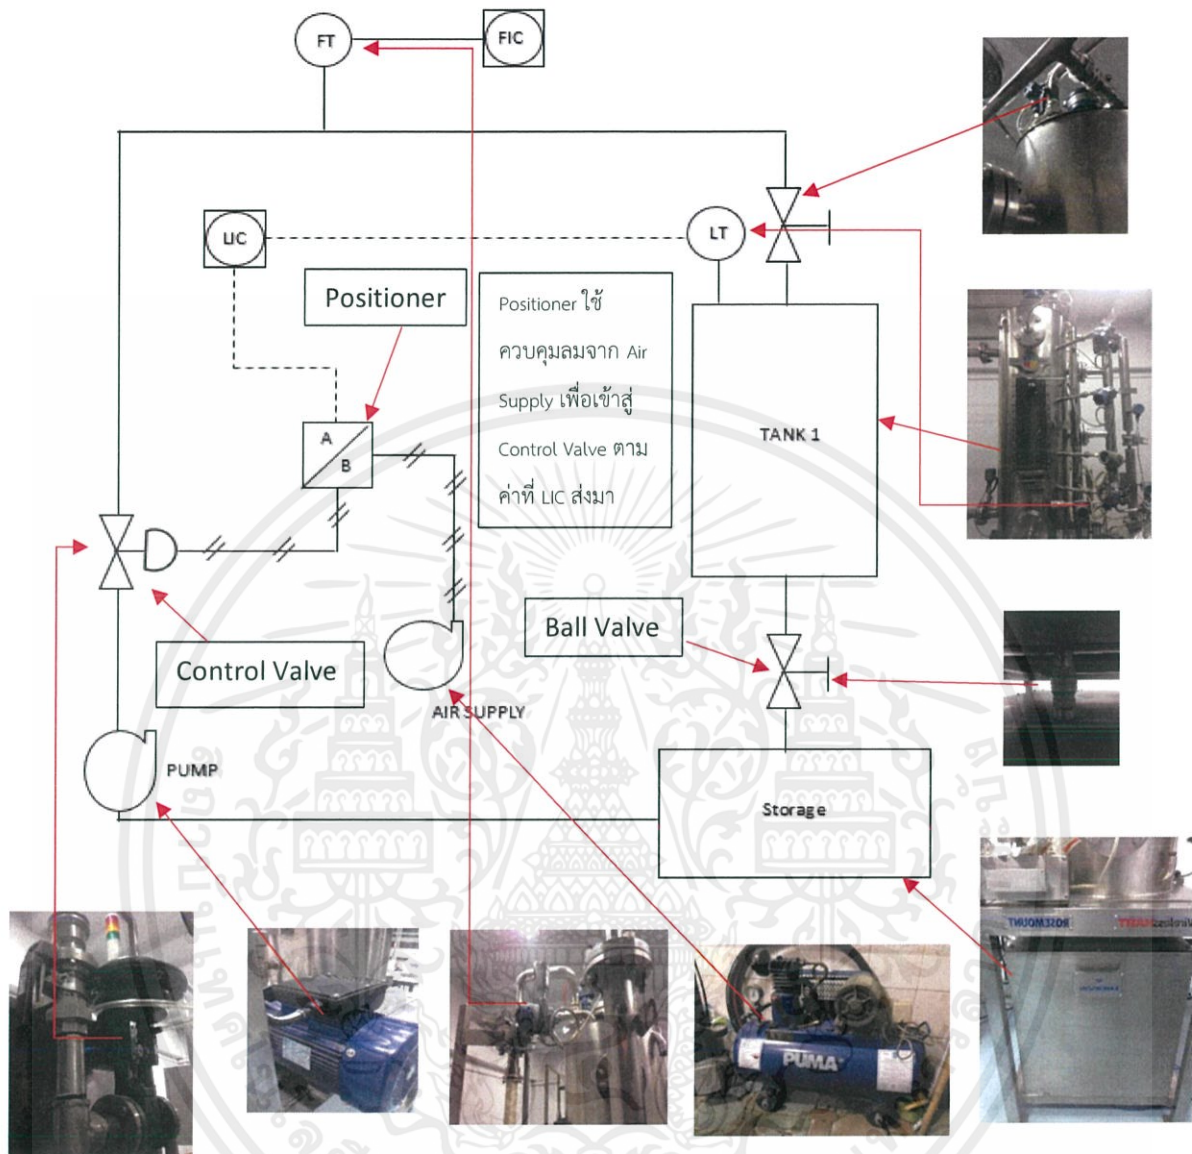 FT
FIC
LIC
LT
Positioner
Positioner ใช้
ควบคุมลมจาก Air
Supply เพื่อเข้าสู่
Control Valve ตาม
ค่าที่ LIC ส่งมา
A
B
TANK 1
Ball Valve
Control Valve
AIR SUPPLY
PUMP
Storage
ROSEMOUNT
PUMA